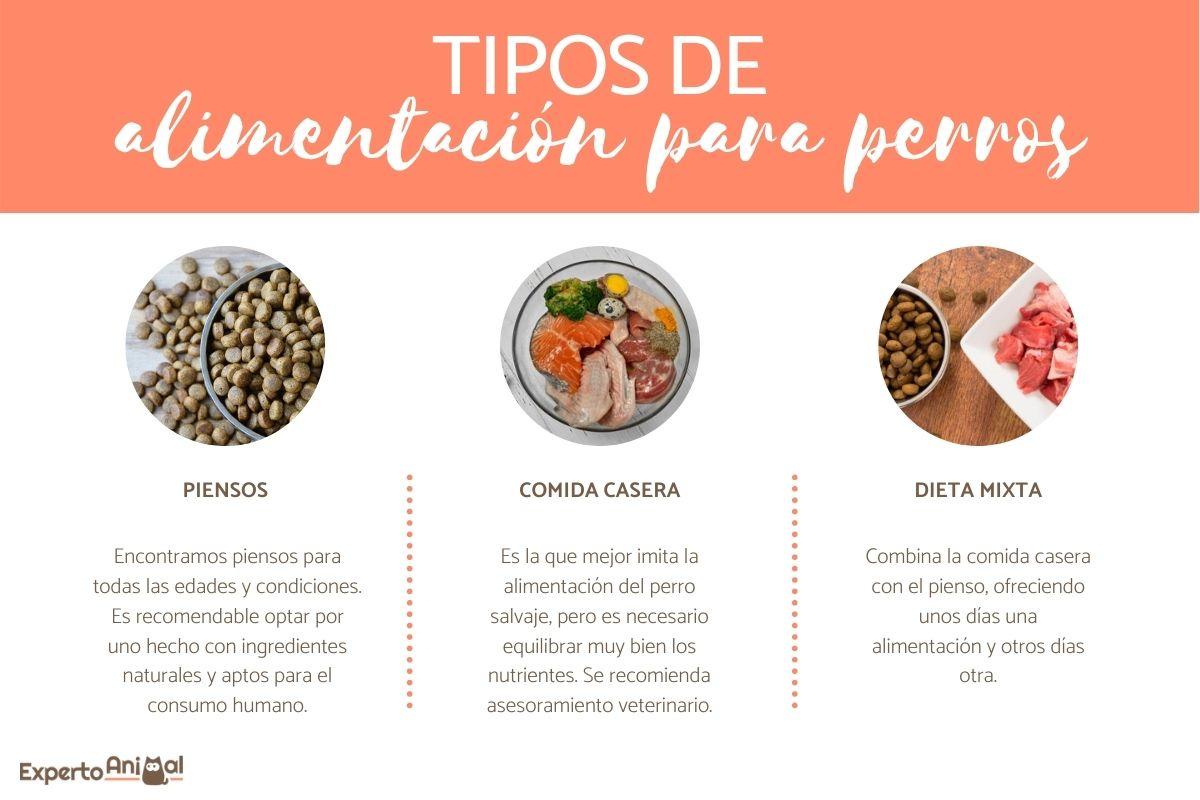 TIPOS DE
alimentación para perros
PIENSOS
Encontramos piensos para
todas las edades y condiciones.
Es recomendable optar por
uno hecho con ingredientes
naturales y aptos para el
consumo humano.
COMIDA CASERA
Es la que mejor imita la
alimentación del perro
salvaje, pero es necesario
equilibrar muy bien los
nutrientes. Se recomienda
asesoramiento veterinario.
DIETA MIXTA
Combina la comida casera
con el pienso, ofreciendo
unos días una
alimentación y otros días
otra.
Experto Animal